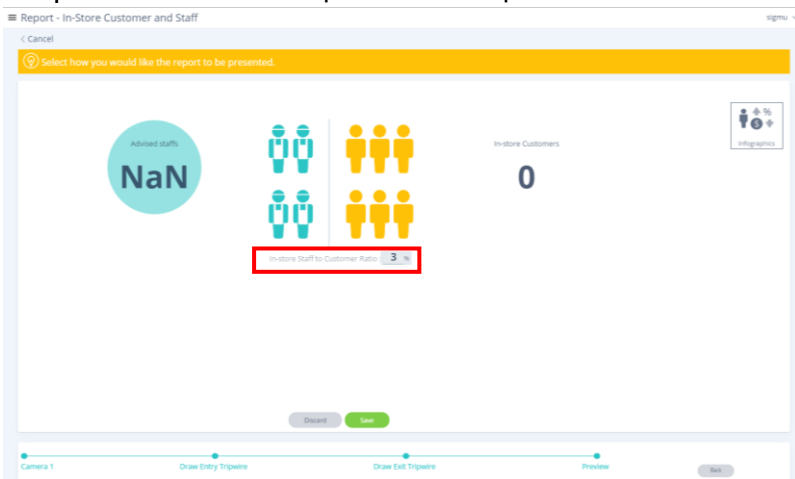 Report - In-Store Customer and Staff
sigmu
< Cancel
Select how you would like the report to be presented.
Advised staffs
NaN
In-store Customers
0
%
$
Infographics
In-store Staff to Customer Ratio : 3 %
Discard
Save
Camera 1
Draw Entry Tripwire
Draw Exit Tripwire
Preview
Back